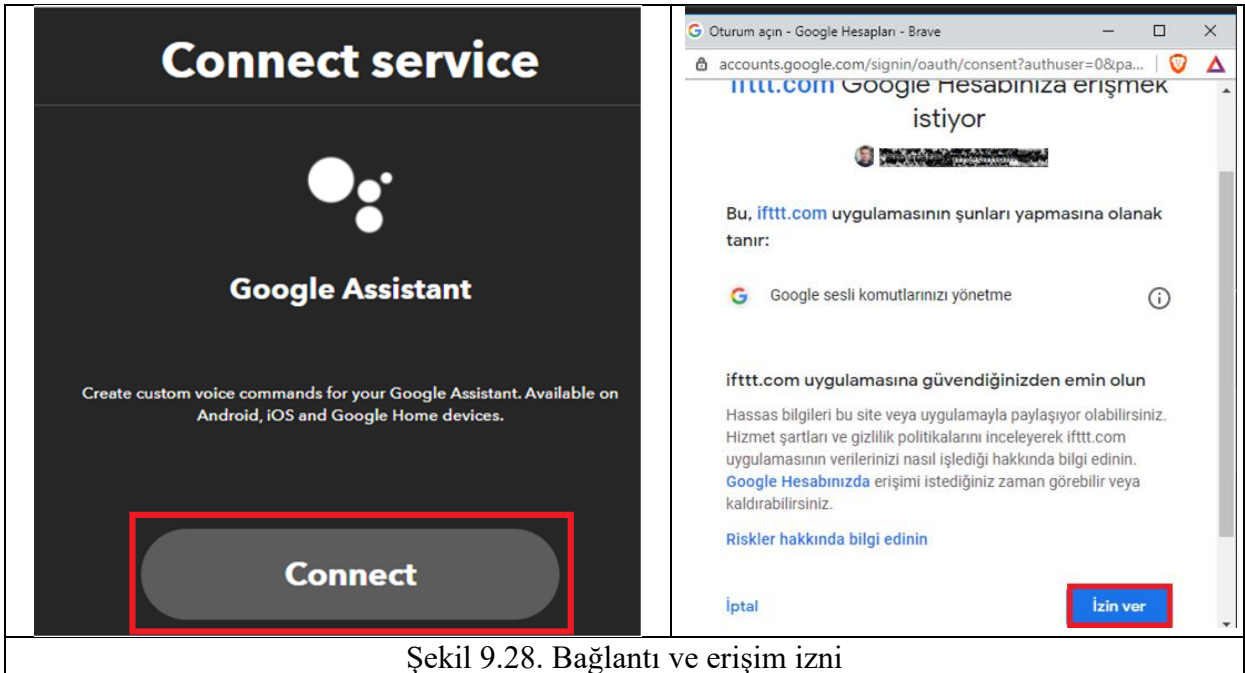 Connect service
Google Assistant
Create custom voice commands for your Google Assistant. Available on
Android, iOS and Google Home devices.
Connect
Oturum açın - Google Hesapları - Brave
accounts.google.com/signin/oauth/consent?authuser=0&pa...
ifttt.com Google Hesabınıza erişmek
istiyor
Bu, ifttt.com uygulamasının şunları yapmasına olanak
tanır:
Google sesli komutlarınızı yönetme
ifttt.com uygulamasına güvendiğinizden emin olun
Hassas bilgileri bu site veya uygulamayla paylaşıyor olabilirsiniz.
Hizmet şartları ve gizlilik politikalarını inceleyerek ifttt.com
uygulamasının verilerinizi nasıl işlediği hakkında bilgi edinin.
Google Hesabınızda erişimi istediğiniz zaman görebilir veya
kaldırabilirsiniz.
Riskler hakkında bilgi edinin
İptal
İzin ver
Şekil 9.28. Bağlantı ve erişim izni